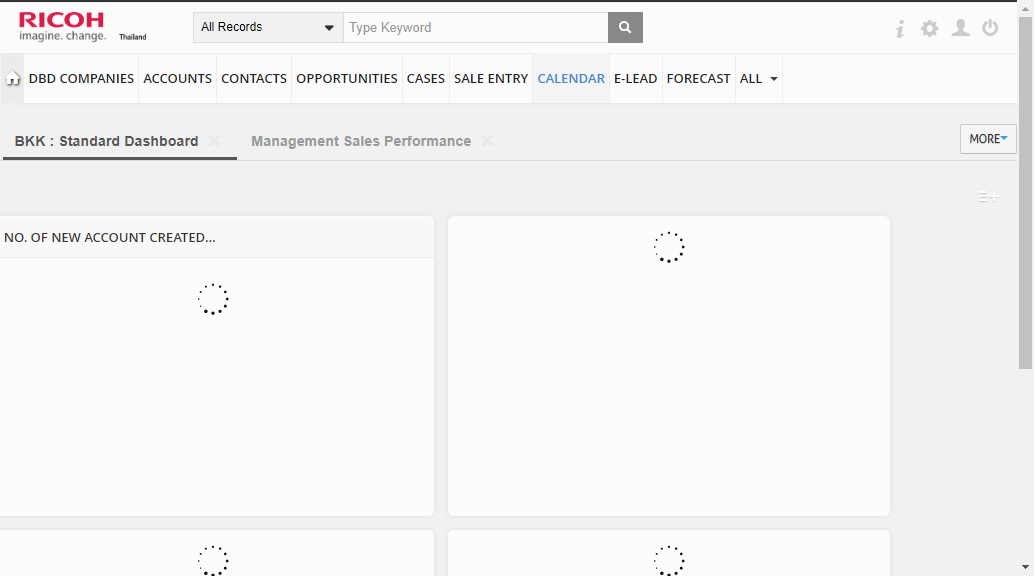 RICOH
imagine. change. Thailand
All Records
Type Keyword
DBD COMPANIES ACCOUNTS CONTACTS OPPORTUNITIES CASES SALE ENTRY CALENDAR E-LEAD FORECAST ALL
BKK : Standard Dashboard Management Sales Performance MORE
NO. OF NEW ACCOUNT CREATED...